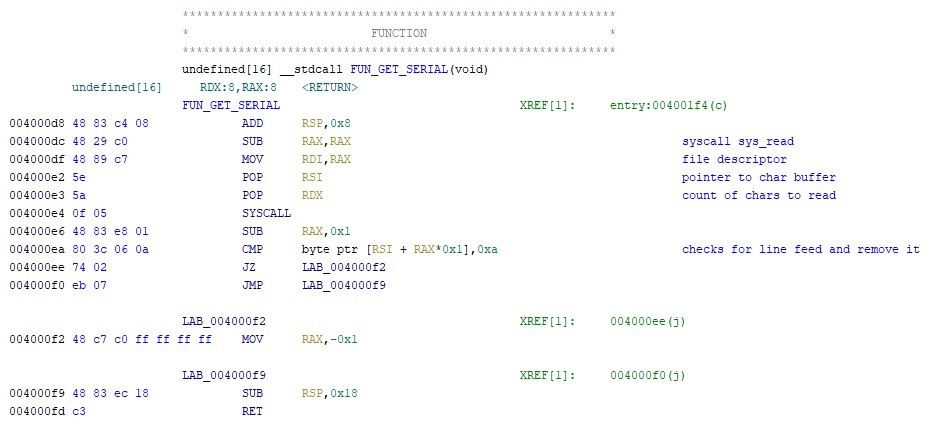 **************************************************************
* FUNCTION *
**************************************************************
undefined[16] __stdcall FUN_GET_SERIAL(void)
undefined[16] RDX:8,RAX:8 <RETURN>
FUN_GET_SERIAL XREF[1]: entry:004001f4(c)
004000d8 48 83 c4 08 ADD RSP,0x8
004000dc 48 29 c0 SUB RAX,RAX syscall sys_read
004000df 48 89 c7 MOV RDI,RAX file descriptor
004000e2 5e POP RSI pointer to char buffer
004000e3 5a POP RDX count of chars to read
004000e4 0f 05 SYSCALL
004000e6 48 83 e8 01 SUB RAX,0x1
004000ea 80 3c 06 0a CMP byte ptr [RSI + RAX*0x1],0xa checks for line feed and remove it
004000ee 74 02 JZ LAB_004000f2
004000f0 eb 07 JMP LAB_004000f9
LAB_004000f2 XREF[1]: 004000ee(j)
004000f2 48 c7 c0 ff ff ff ff MOV RAX,-0x1
LAB_004000f9 XREF[1]: 004000f0(j)
004000f9 48 83 ec 18 SUB RSP,0x18
004000fd c3 RET